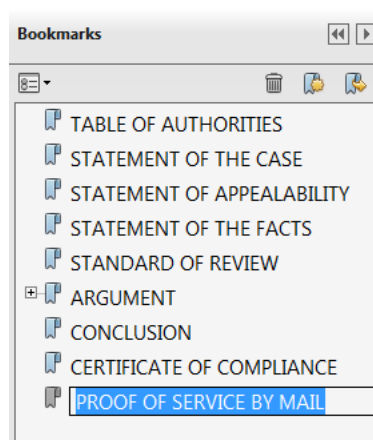 Bookmarks
TABLE OF AUTHORITIES
STATEMENT OF THE CASE
STATEMENT OF APPEALABILITY
STATEMENT OF THE FACTS
STANDARD OF REVIEW
ARGUMENT
CONCLUSION
CERTIFICATE OF COMPLIANCE
PROOF OF SERVICE BY MAIL